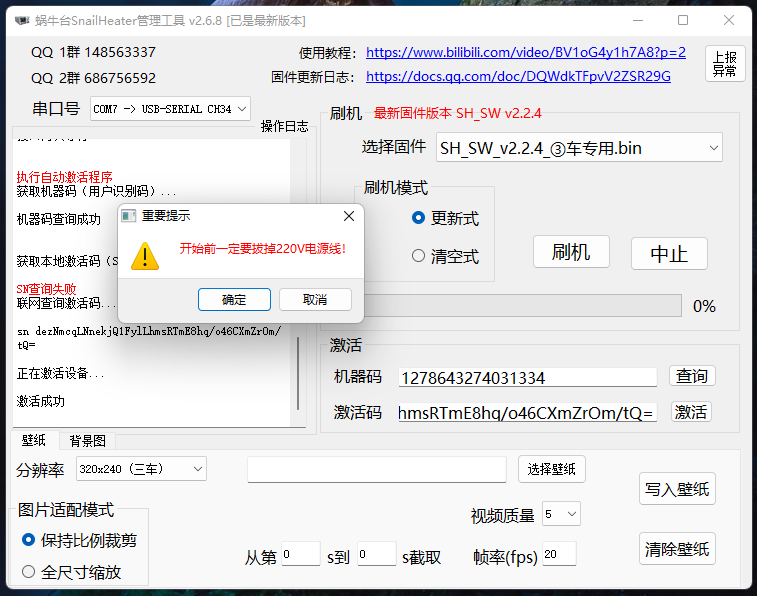 蜗牛台SnailHeater管理工具 v2.6.8 [已是最新版本]
QQ 1群 148563337
使用教程： https://www.bilibili.com/video/BV1oG4y1h7A8?p=2
QQ 2群 686756592
固件更新日志： https://docs.qq.com/doc/DQWdkTFpvV2ZSR29G
上报
异常
串口号 COM7 -> USB-SERIAL CH34
操作日志
执行自动激活程序
获取机器码（用户识别码）...
机器码查询成功
获取本地激活码（S
SN查询失败
联网查询激活码...
sn dezNmcqLNnekjQ1FylLhmsRTmE8hq/o46CXmZrOm/
tQ=
正在激活设备...
激活成功
刷机 最新固件版本 SH_SW v2.2.4
选择固件 SH_SW_v2.2.4_③车专用.bin
刷机模式
更新式
清空式
刷机 中止
0%
重要提示
开始前一定要拔掉220V电源线！
确定 取消
激活
机器码 1278643274031334 查询
激活码 hmsRTmE8hq/o46CXmZrOm/tQ= 激活
壁纸 背景图
分辨率 320x240（三车） 选择壁纸
写入壁纸
图片适配模式
视频质量 5
保持比例裁剪
全尺寸缩放
从第 0 s到 0 s截取 帧率(fps) 20
清除壁纸